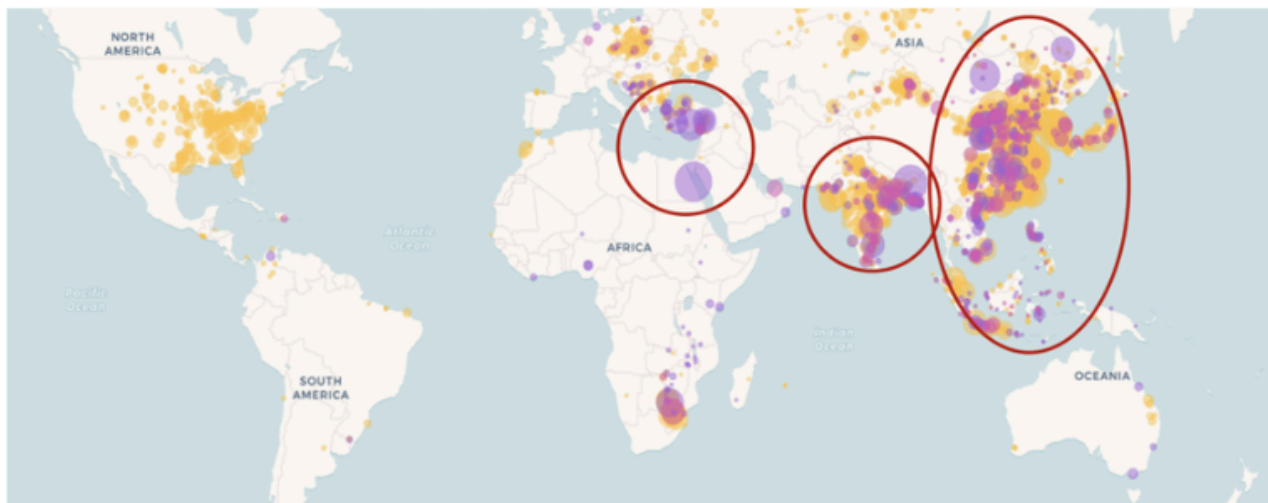 NORTH
AMERICA
ASIA
Atlantic
Ocean
AFRICA
Pacific
Ocean
Indian
Ocean
SOUTH
AMERICA
OCEANIA